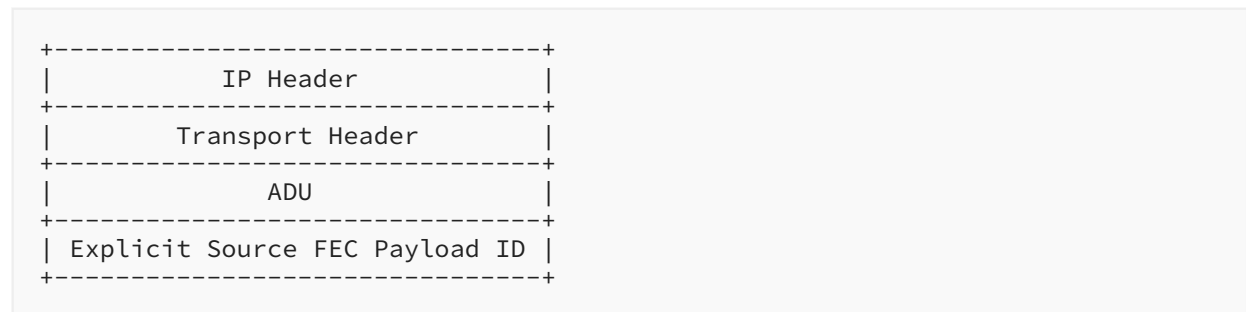 +--------------------------------+
|           IP Header            |
+--------------------------------+
|        Transport Header        |
+--------------------------------+
|              ADU               |
+--------------------------------+
| Explicit Source FEC Payload ID |
+--------------------------------+